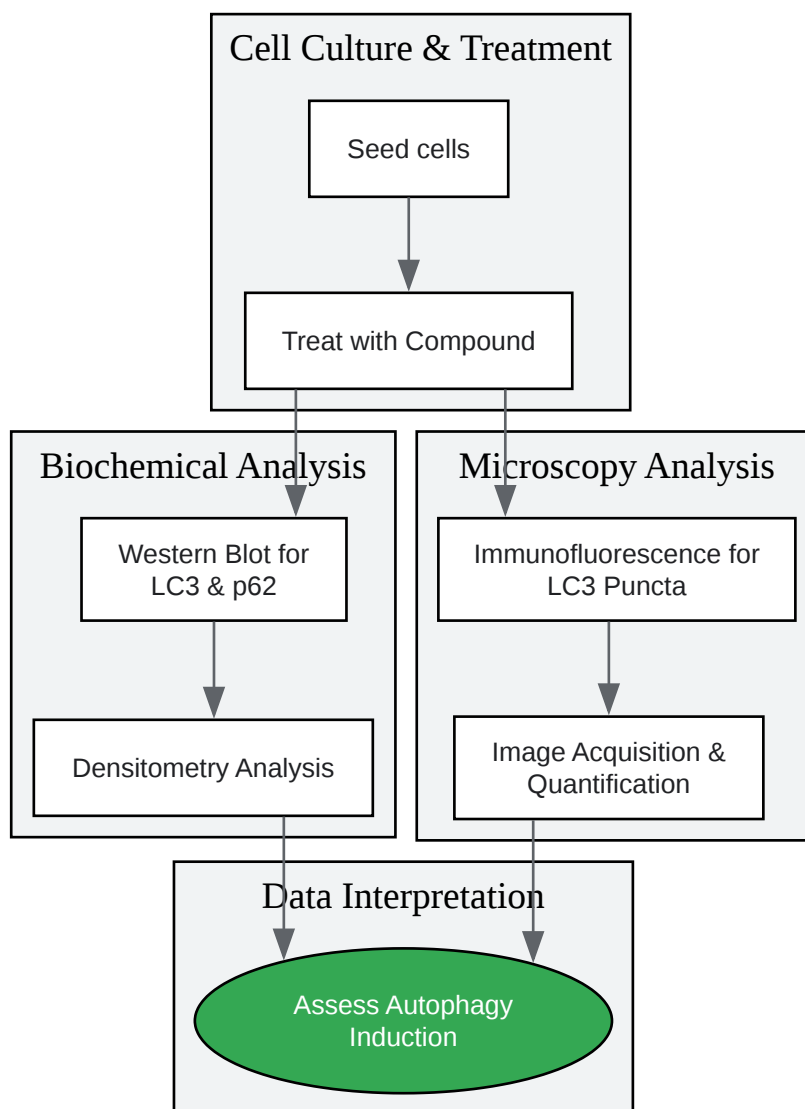 Cell Culture & Treatment
Seed cells
Treat with Compound
Biochemical Analysis
Western Blot for
LC3 & p62
Densitometry Analysis
Microscopy Analysis
Immunofluorescence for
LC3 Puncta
Image Acquisition &
Quantification
Data Interpretation
Assess Autophagy
Induction